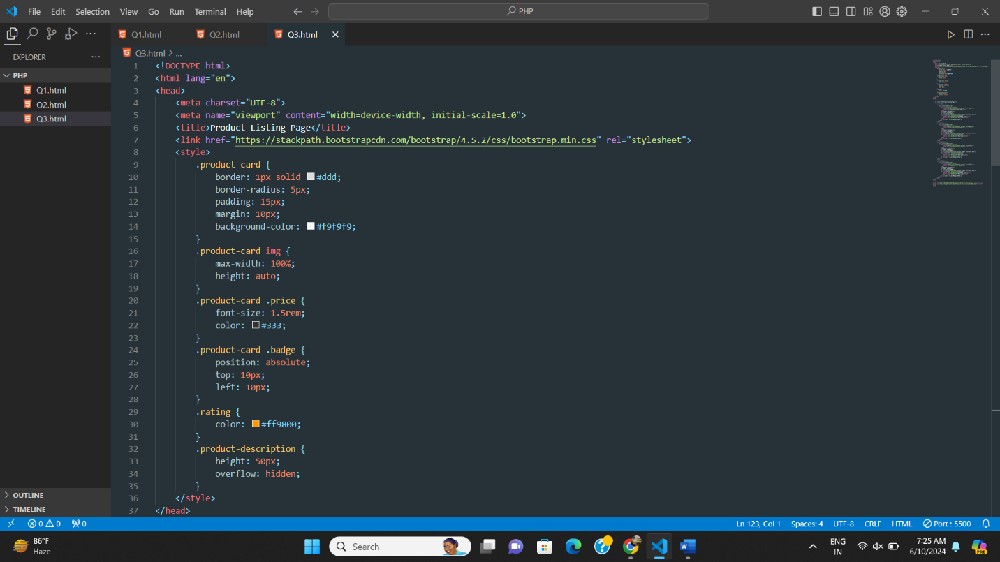 File Edit Selection View Go Run Terminal Help
PHP
Q1.html Q2.html Q3.html
EXPLORER
Q3.html > ...
PHP
Q1.html
Q2.html
Q3.html
1 <!DOCTYPE html>
2 <html lang="en">
3 <head>
4 <meta charset="UTF-8">
5 <meta name="viewport" content="width=device-width, initial-scale=1.0">
6 <title>Product Listing Page</title>
7 <link href="https://stackpath.bootstrapcdn.com/bootstrap/4.5.2/css/bootstrap.min.css" rel="stylesheet">
8 <style>
9 .product-card {
10 border: 1px solid #ddd;
11 border-radius: 5px;
12 padding: 15px;
13 margin: 10px;
14 background-color: #f9f9f9;
15 }
16 .product-card img {
17 max-width: 100%;
18 height: auto;
19 }
20 .product-card .price {
21 font-size: 1.5rem;
22 color: #333;
23 }
24 .product-card .badge {
25 position: absolute;
26 top: 10px;
27 left: 10px;
28 }
29 .rating {
30 color: #ff9800;
31 }
32 .product-description {
33 height: 50px;
34 overflow: hidden;
35 }
36 </style>
37 </head>
OUTLINE
TIMELINE
0 0 0 Ln 123, Col 1 Spaces: 4 UTF-8 CRLF HTML Port : 5500
86°F
Haze
Search
ENG
IN
7:25 AM
6/10/2024
PRE